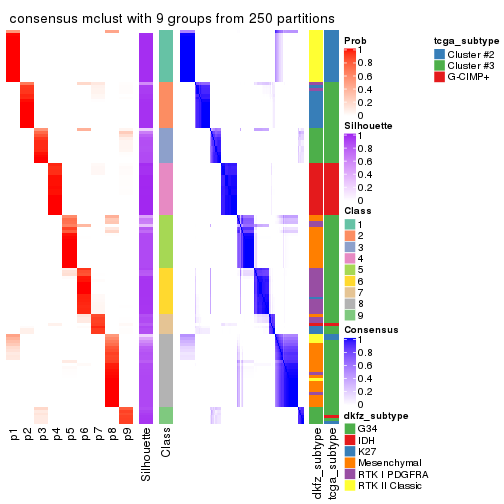 consensus mclust with 9 groups from 250 partitions
Prob
1
0.8
0.6
0.4
0.2
0
Silhouette
1
0.8
0.6
0.4
0.2
0
Class
1
2
3
4
5
6
7
8
9
Consensus
1
0.8
0.6
0.4
0.2
0
dkfz_subtype
G34
IDH
K27
Mesenchymal
RTK I PDGFRA
RTK II Classic
tcga_subtype
Cluster #2
Cluster #3
G-CIMP+
p1
p2
p3
p4
p5
p6
p7
p8
p9
Silhouette
Class
dkfz_subtype
tcga_subtype